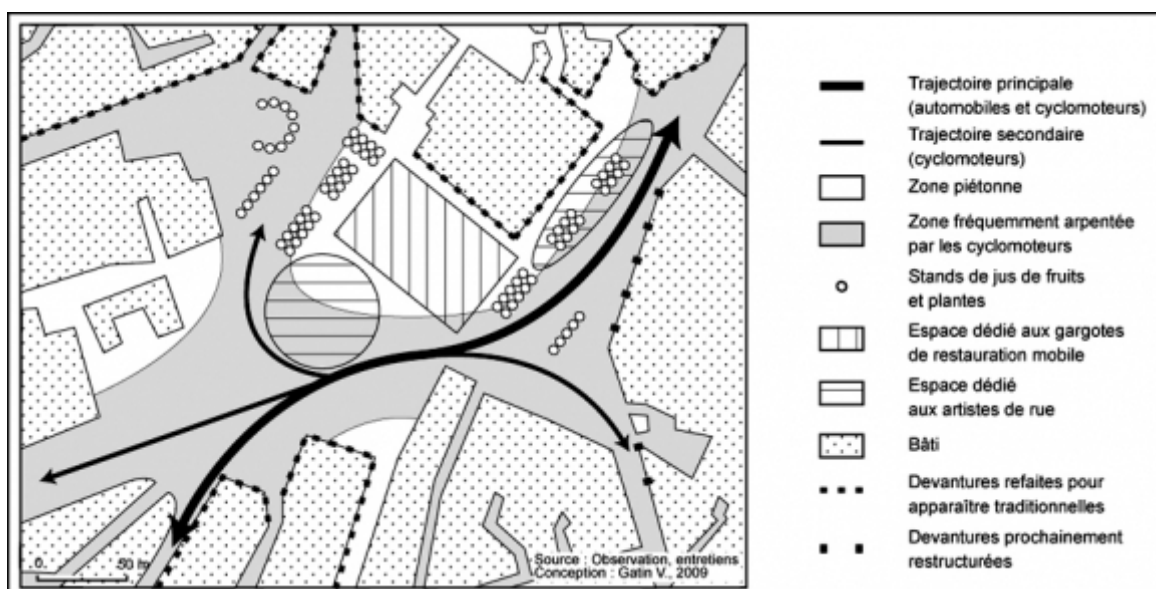 Trajectoire principale
(automobiles et cyclomoteurs)
Trajectoire secondaire
(cyclomoteurs)
Zone piétonne
Zone fréquemment arpentée
par les cyclomoteurs
Stands de jus de fruits
et plantes
Espace dédié aux gargotes
de restauration mobile
Espace dédié
aux artistes de rue
Bâti
Devantures refaites pour
apparaître traditionnelles
Devantures prochainement
restructurées
0 50 m
Source : Observation, entretiens
Conception : Gatin V., 2009